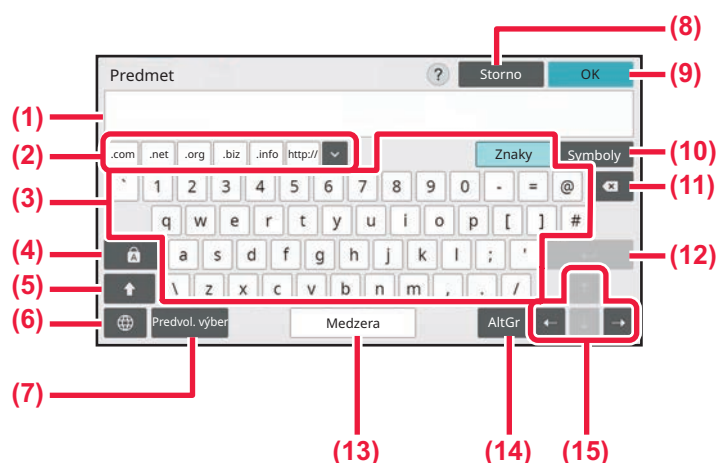 (8)
Predmet ? Storno OK (9)
(1)
(2) .com .net .org .biz .info http:// Znaky Symboly (10)
(3) ` 1 2 3 4 5 6 7 8 9 0 - = @ (11)
q w e r t y u i o p [ ] #
(4) A a s d f g h j k l ; ' (12)
(5) \ z x c v b n m , . /
(6) Predvol. výber Medzera AltGr ← ↓ →
(7)
(13) (14) (15)